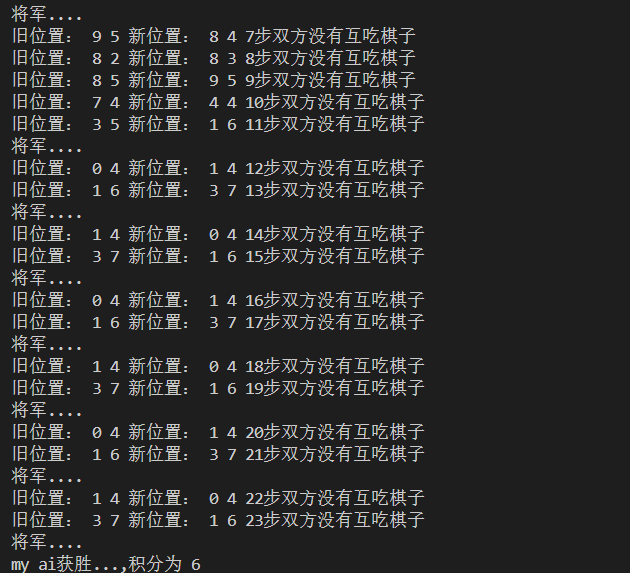 将军....
旧位置： 9 5 新位置： 8 4 7步双方没有互吃棋子
旧位置： 8 2 新位置： 8 3 8步双方没有互吃棋子
旧位置： 8 5 新位置： 9 5 9步双方没有互吃棋子
旧位置： 7 4 新位置： 4 4 10步双方没有互吃棋子
旧位置： 3 5 新位置： 1 6 11步双方没有互吃棋子
将军....
旧位置： 0 4 新位置： 1 4 12步双方没有互吃棋子
旧位置： 1 6 新位置： 3 7 13步双方没有互吃棋子
将军....
旧位置： 1 4 新位置： 0 4 14步双方没有互吃棋子
旧位置： 3 7 新位置： 1 6 15步双方没有互吃棋子
将军....
旧位置： 0 4 新位置： 1 4 16步双方没有互吃棋子
旧位置： 1 6 新位置： 3 7 17步双方没有互吃棋子
将军....
旧位置： 1 4 新位置： 0 4 18步双方没有互吃棋子
旧位置： 3 7 新位置： 1 6 19步双方没有互吃棋子
将军....
旧位置： 0 4 新位置： 1 4 20步双方没有互吃棋子
旧位置： 1 6 新位置： 3 7 21步双方没有互吃棋子
将军....
旧位置： 1 4 新位置： 0 4 22步双方没有互吃棋子
旧位置： 3 7 新位置： 1 6 23步双方没有互吃棋子
将军....
my ai获胜...,积分为 6